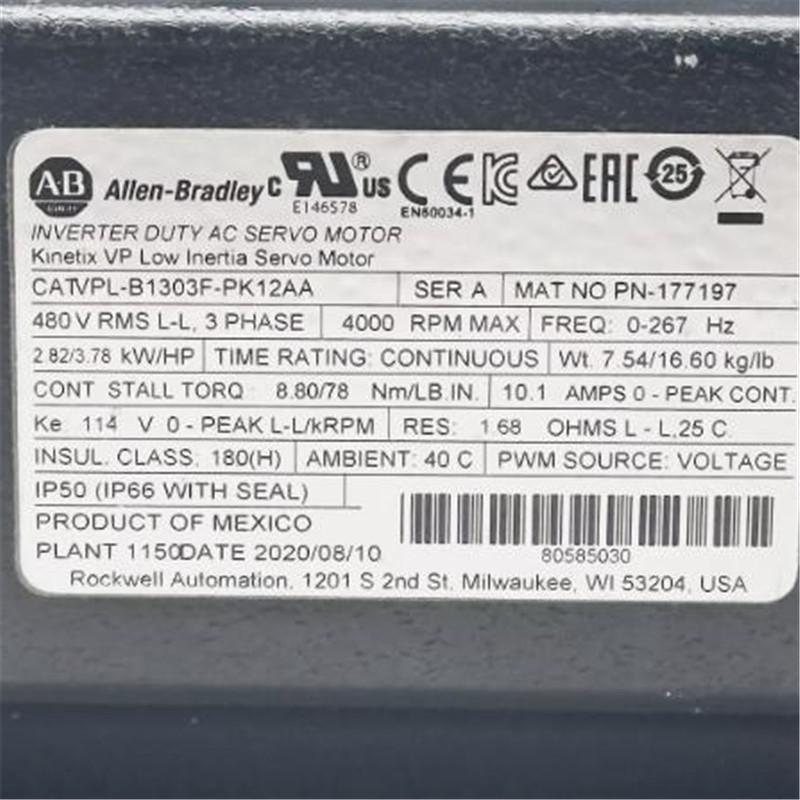 AB Allen-Bradley C RU ® US CE EAC 25
E146578 EN60034-1
INVERTER DUTY AC SERVO MOTOR
Kinetix VP Low Inertia Servo Motor
CATVPL-B1303F-PK12AA SER A MAT NO PN-177197
480 V RMS L-L, 3 PHASE 4000 RPM MAX FREQ: 0-267 Hz
2.82/3.78 kW/HP TIME RATING: CONTINUOUS Wt. 7.54/16.60 kg/lb
CONT STALL TORQ 8.80/78 Nm/LB.IN. 10.1 AMPS 0 - PEAK CONT.
Ke 114 V 0 - PEAK L-L/kRPM RES: 1.68 OHMS L - L,25 C
INSUL. CLASS: 180(H) AMBIENT: 40 C PWM SOURCE: VOLTAGE
IP50 (IP66 WITH SEAL)
PRODUCT OF MEXICO
PLANT 1150DATE 2020/08/10 80585030
Rockwell Automation, 1201 S 2nd St. Milwaukee, WI 53204, USA